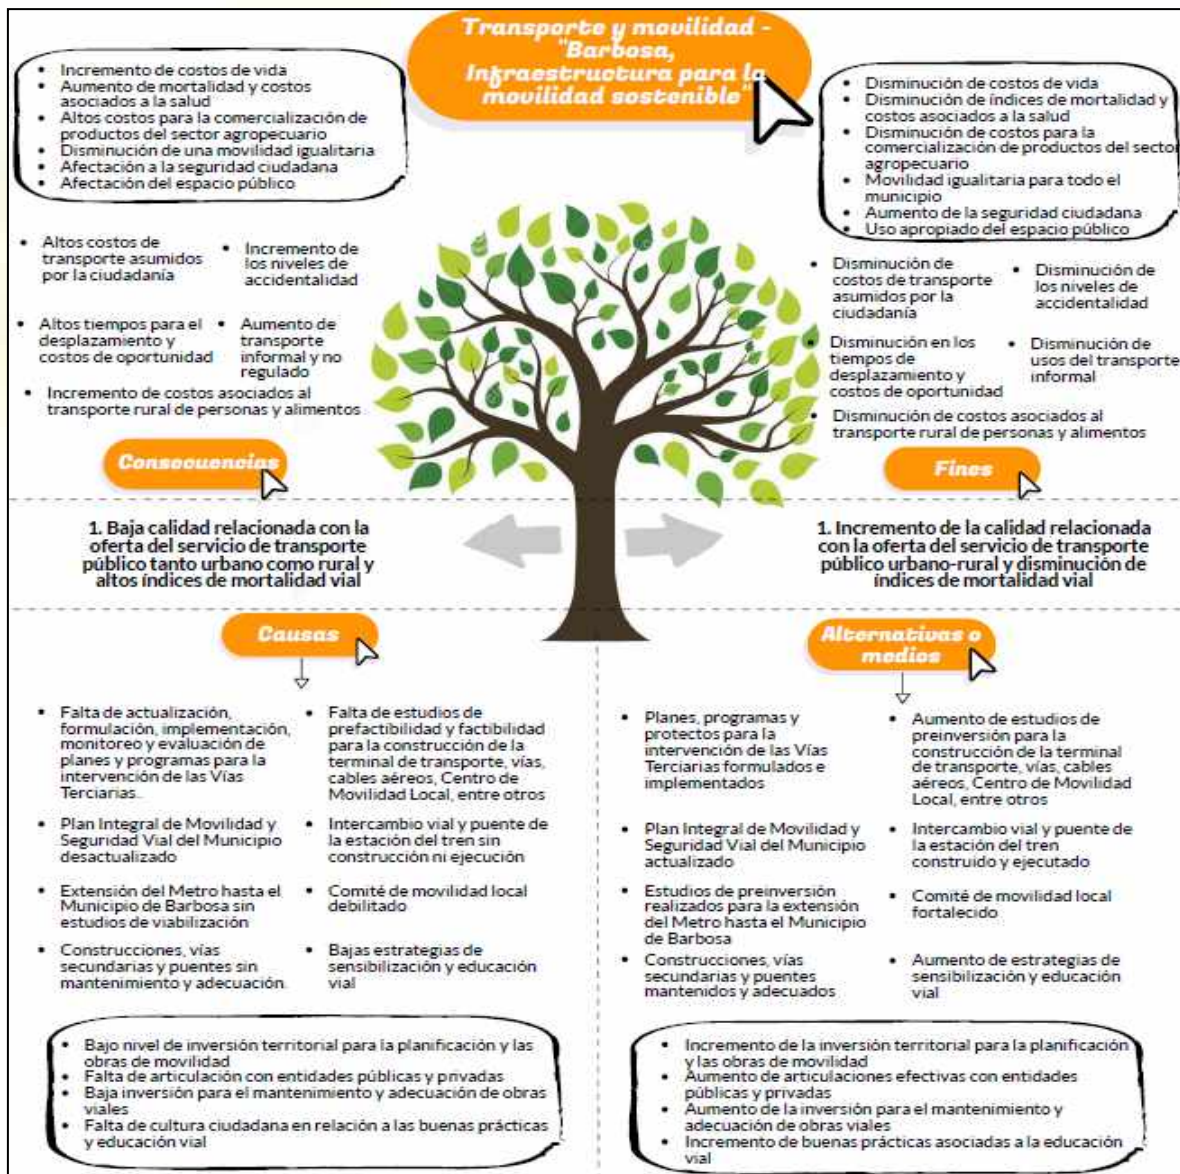 Transporte y movilidad -
"Barbosa,
Infraestructura para la
movilidad sostenible"
• Incremento de costos de vida
• Aumento de mortalidad y costos
asociados a la salud
• Altos costos para la comercialización de
productos del sector agropecuario
• Disminución de una movilidad igualitaria
• Afectación a la seguridad ciudadana
• Afectación del espacio público
• Altos costos de
transporte asumidos
por la ciudadanía
• Incremento de
los niveles de
accidentalidad
• Altos tiempos para el
desplazamiento y
costos de oportunidad
• Aumento de
transporte
informal y no
regulado
• Incremento de costos asociados al
transporte rural de personas y alimentos
Consecuencias
• Disminución de costos de vida
• Disminución de índices de mortalidad y
costos asociados a la salud
• Disminución de costos para la
comercialización de productos del sector
agropecuario
• Movilidad igualitaria para todo el
municipio
• Aumento de la seguridad ciudadana
• Uso apropiado del espacio público
• Disminución de
costos de transporte
asumidos por la
ciudadanía
• Disminución de
los niveles de
accidentalidad
• Disminución en los
tiempos de
desplazamiento y
costos de oportunidad
• Disminución de
usos del transporte
informal
• Disminución de costos asociados al
transporte rural de personas y alimentos
Fines
1. Baja calidad relacionada con la
oferta del servicio de transporte
público tanto urbano como rural y
altos índices de mortalidad vial
1. Incremento de la calidad relacionada
con la oferta del servicio de transporte
público urbano-rural y disminución de
índices de mortalidad vial
Causas
• Falta de actualización,
formulación, implementación,
monitoreo y evaluación de
planes y programas para la
intervención de las Vías
Terciarias..
• Falta de estudios de
prefactibilidad y factibilidad
para la construcción de la
terminal de transporte, vías,
cables aéreos, Centro de
Movilidad Local, entre otros
• Plan Integral de Movilidad y
Seguridad Vial del Municipio
desactualizado
• Intercambio vial y puente de
la estación del tren sin
construcción ni ejecución
• Extensión del Metro hasta el
Municipio de Barbosa sin
estudios de viabilización
• Comité de movilidad local
debilitado
• Construcciones, vías
secundarias y puentes sin
mantenimiento y adecuación.
• Bajas estrategias de
sensibilización y educación
vial
• Bajo nivel de inversión territorial para la planificación y las
obras de movilidad
• Falta de articulación con entidades públicas y privadas
• Baja inversión para el mantenimiento y adecuación de obras
viales
• Falta de cultura ciudadana en relación a las buenas prácticas
y educación vial
Alternativas o
medios
• Planes, programas y
protectos para la
intervención de las Vías
Terciarias formulados e
implementados
• Aumento de estudios de
preinversión para la
construcción de la terminal
de transporte, vías, cables
aéreos, Centro de Movilidad
Local, entre otros
• Plan Integral de Movilidad y
Seguridad Vial del Municipio
actualizado
• Intercambio vial y puente de
la estación del tren
construido y ejecutado
• Estudios de preinversión
realizados para la extensión
del Metro hasta el Municipio
de Barbosa
• Comité de movilidad local
fortalecido
• Construcciones, vías
secundarias y puentes
mantenidos y adecuados
• Aumento de estrategias de
sensibilización y educación
vial
• Incremento de la inversión territorial para la planificación
y las obras de movilidad
• Aumento de articulaciones efectivas con entidades
públicas y privadas
• Aumento de la inversión para el mantenimiento y
adecuación de obras viales
• Incremento de buenas prácticas asociadas a la educación
vial